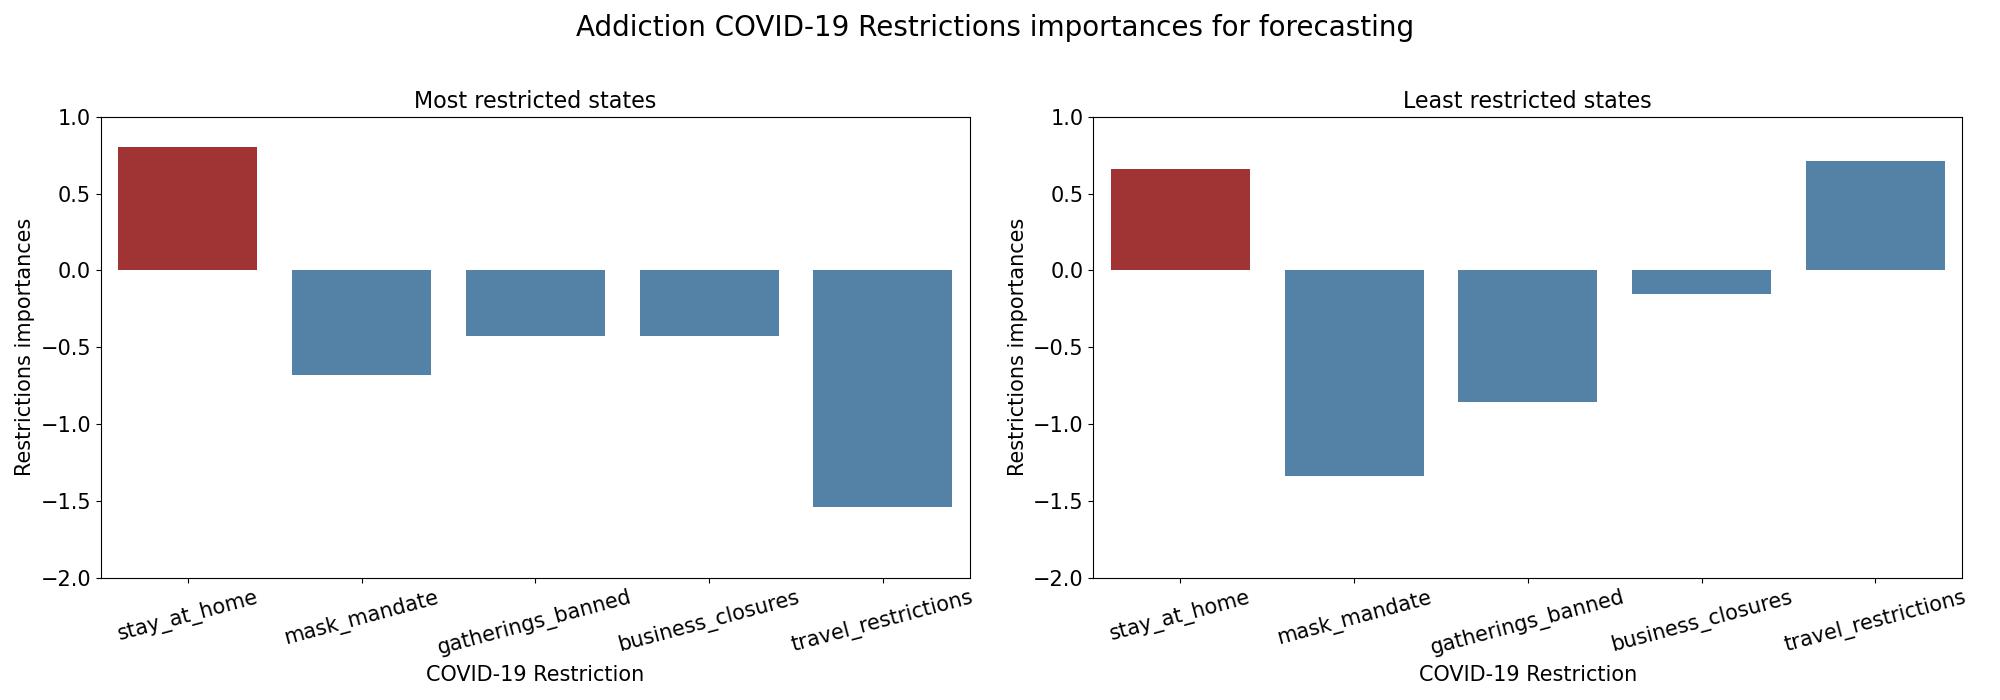 Addiction COVID-19 Restrictions importances for forecasting
Most restricted states
1.0
0.5
0.0
−0.5
−1.0
−1.5
−2.0
Restrictions importances
stay_at_home
mask_mandate
gatherings_banned
business_closures
travel_restrictions
COVID-19 Restriction
Least restricted states
1.0
0.5
0.0
−0.5
−1.0
−1.5
−2.0
Restrictions importances
stay_at_home
mask_mandate
gatherings_banned
business_closures
travel_restrictions
COVID-19 Restriction